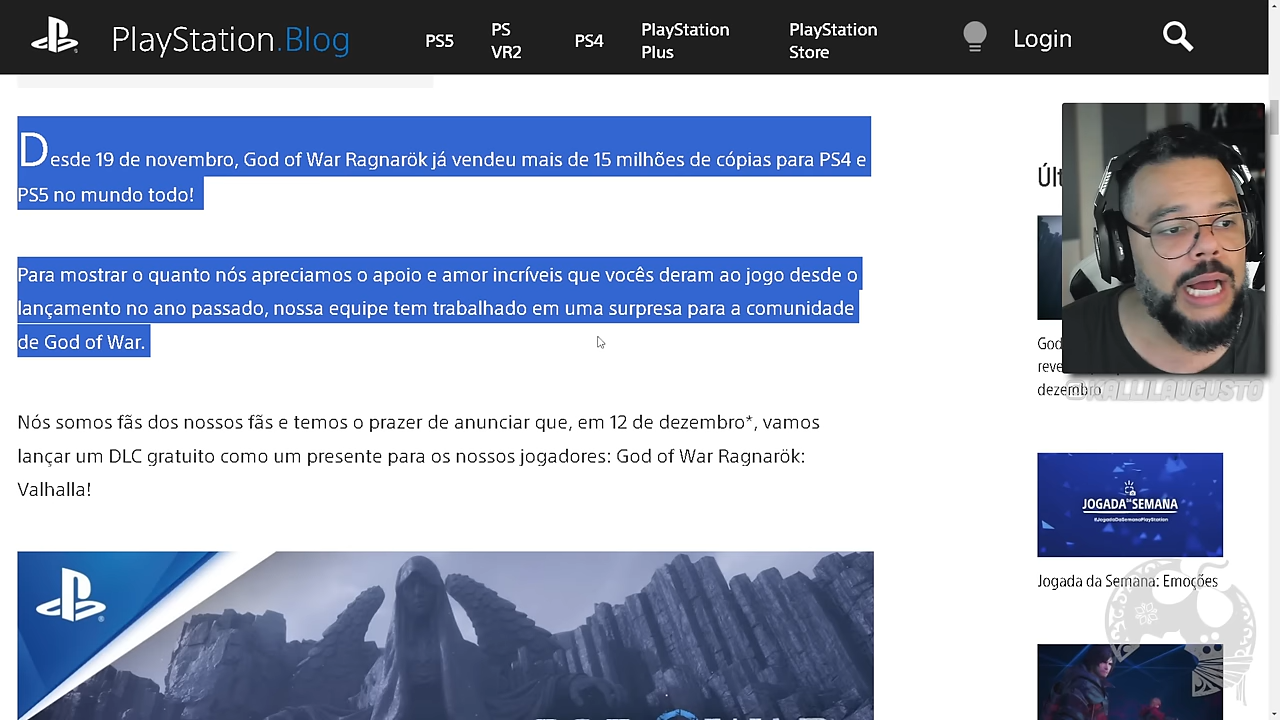 PlayStation.Blog
PS5
PS
VR2
PS4
PlayStation
Plus
PlayStation
Store
Login
Desde 19 de novembro, God of War Ragnarök já vendeu mais de 15 milhões de cópias para PS4 e
PS5 no mundo todo!
Para mostrar o quanto nós apreciamos o apoio e amor incríveis que vocês deram ao jogo desde o
lançamento no ano passado, nossa equipe tem trabalhado em uma surpresa para a comunidade
de God of War.
Nós somos fãs dos nossos fãs e temos o prazer de anunciar que, em 12 de dezembro*, vamos
lançar um DLC gratuito como um presente para os nossos jogadores: God of War Ragnarök:
Valhalla!
God
dezembro
@KALLILAUGUSTO
JOGADA DA SEMANA
#JogadaDaSemanaPlayStation
Jogada da Semana: Emoções